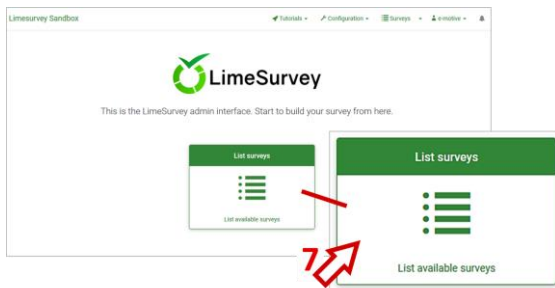 Limesurvey Sandbox Tutorials Configuration Surveys e-motive
LimeSurvey
This is the LimeSurvey admin interface. Start to build your survey from here.
List surveys
List available surveys
List surveys
List available surveys
7